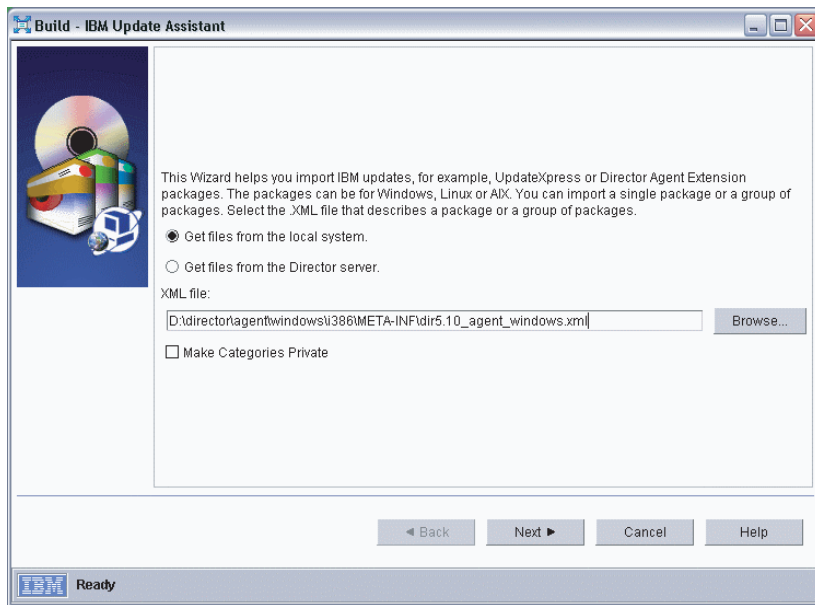 Build - IBM Update Assistant
This Wizard helps you import IBM updates, for example, UpdateXpress or Director Agent Extension
packages. The packages can be for Windows, Linux or AIX. You can import a single package or a group of
packages. Select the .XML file that describes a package or a group of packages.
Get files from the local system.
Get files from the Director server.
XML file:
D:\director\agent\windows\i386\META-INF\dir5.10_agent_windows.xml
Browse...
Make Categories Private
Back
Next
Cancel
Help
IBM
Ready